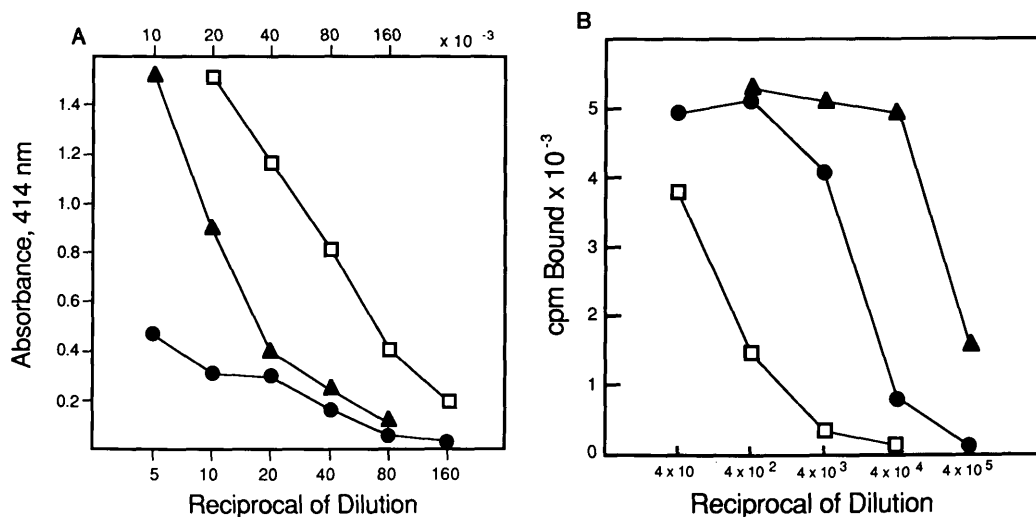 A
10 20 40 80 160 x 10⁻³
1.4
1.2
1.0
0.8
0.6
0.4
0.2
Absorbance, 414 nm
5 10 20 40 80 160
Reciprocal of Dilution
B
5
4
3
2
1
0
cpm Bound x 10⁻³
4 x 10 4 x 10² 4 x 10³ 4 x 10⁴ 4 x 10⁵
Reciprocal of Dilution